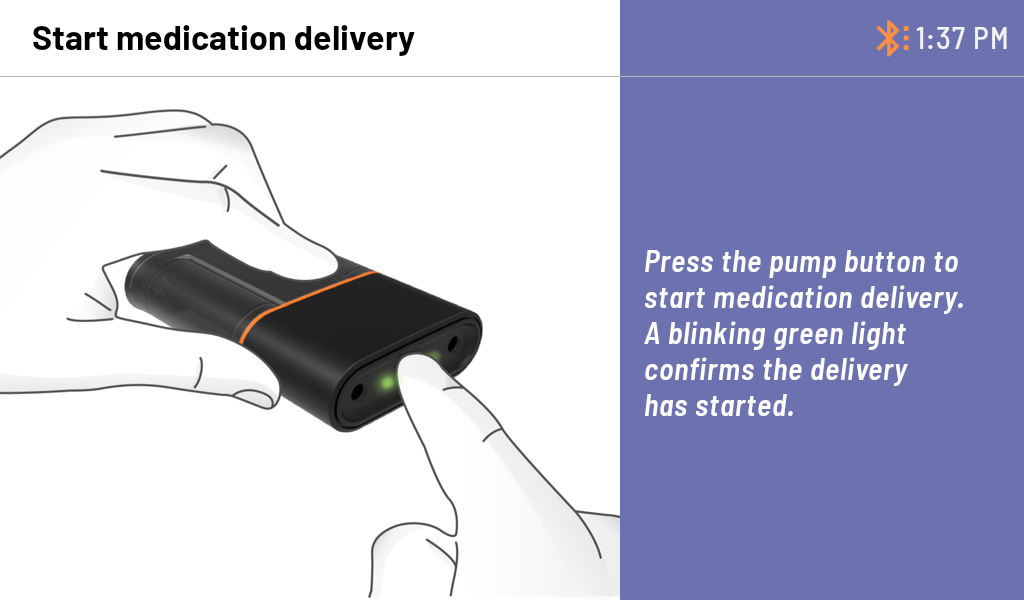 Start medication delivery
1:37 PM
Press the pump button to
start medication delivery.
A blinking green light
confirms the delivery
has started.